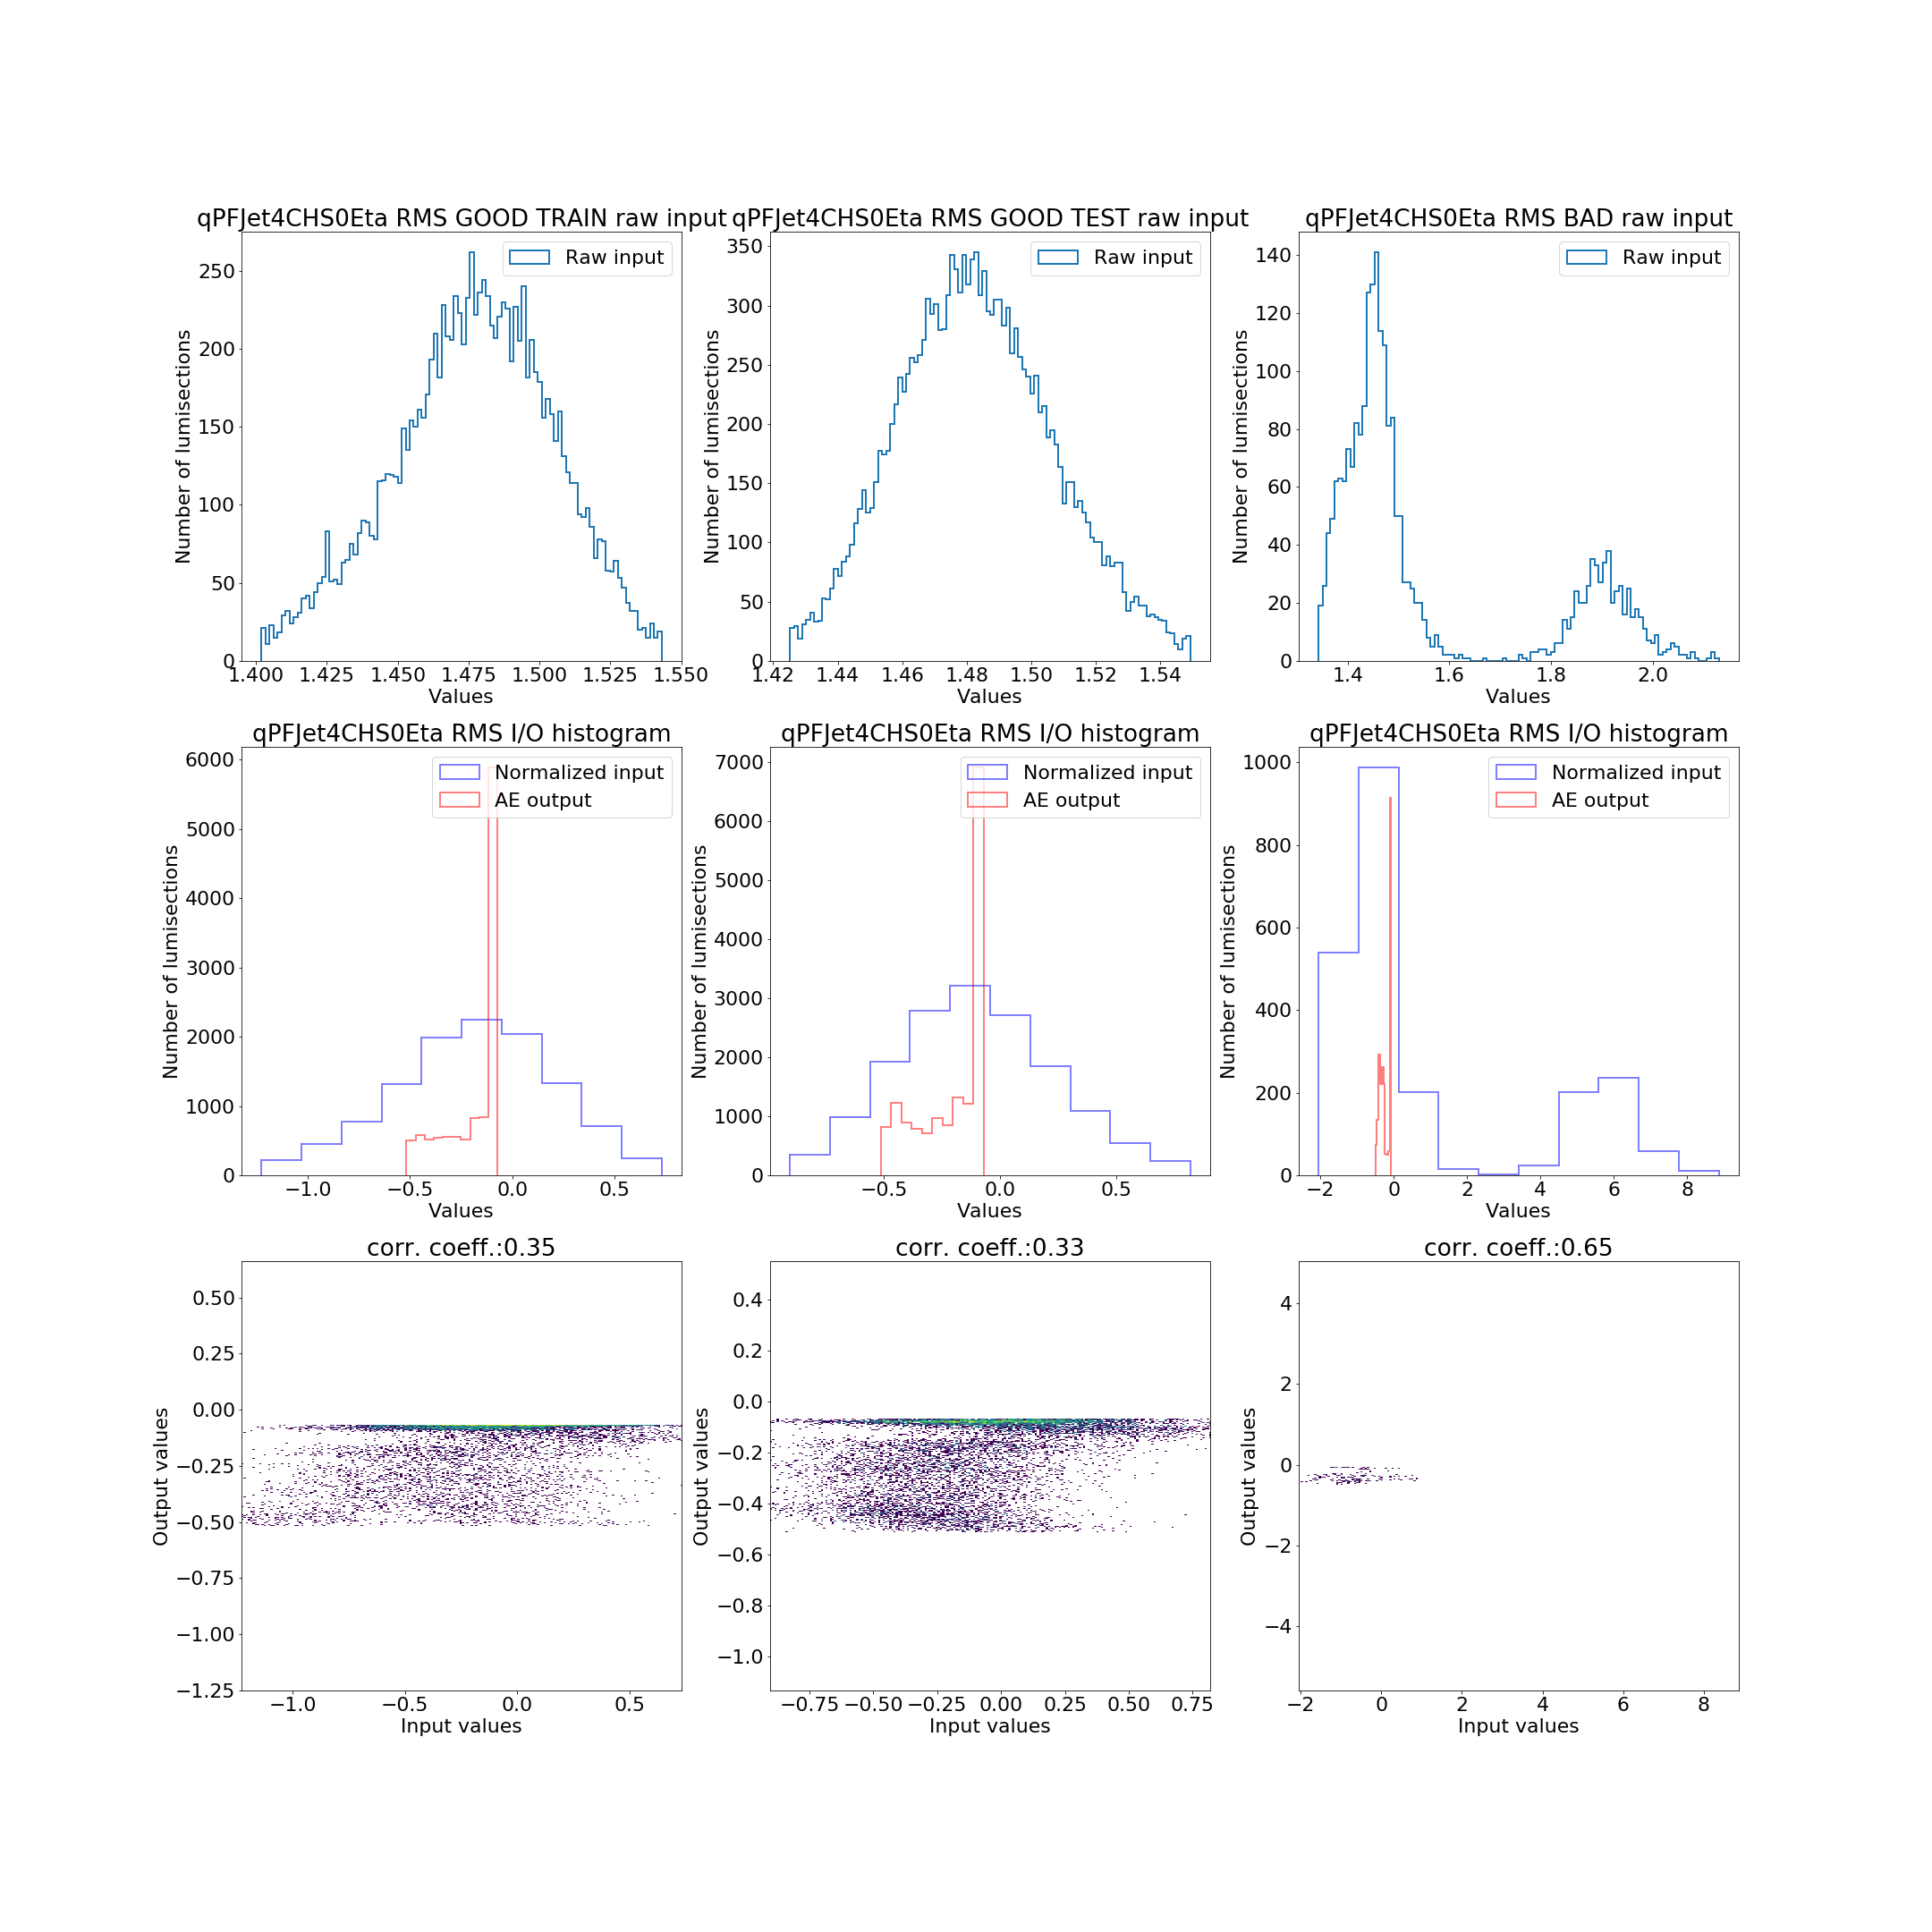 qPFJet4CHS0Eta RMS GOOD TRAIN raw input
Raw input
Number of lumisections
0
50
100
150
200
250
1.400 1.425 1.450 1.475 1.500 1.525 1.550
Values
qPFJet4CHS0Eta RMS GOOD TEST raw input
Raw input
Number of lumisections
0
50
100
150
200
250
300
350
1.42 1.44 1.46 1.48 1.50 1.52 1.54
Values
qPFJet4CHS0Eta RMS BAD raw input
Raw input
Number of lumisections
0
20
40
60
80
100
120
140
1.4 1.6 1.8 2.0
Values
qPFJet4CHS0Eta RMS I/O histogram
Normalized input
AE output
Number of lumisections
0
1000
2000
3000
4000
5000
6000
−1.0 −0.5 0.0 0.5
Values
qPFJet4CHS0Eta RMS I/O histogram
Normalized input
AE output
Number of lumisections
0
1000
2000
3000
4000
5000
6000
7000
−0.5 0.0 0.5
Values
qPFJet4CHS0Eta RMS I/O histogram
Normalized input
AE output
Number of lumisections
0
200
400
600
800
1000
−2 0 2 4 6 8
Values
corr. coeff.:0.35
Output values
0.50
0.25
0.00
−0.25
−0.50
−0.75
−1.00
−1.25
−1.0 −0.5 0.0 0.5
Input values
corr. coeff.:0.33
Output values
0.4
0.2
0.0
−0.2
−0.4
−0.6
−0.8
−1.0
−0.75 −0.50 −0.25 0.00 0.25 0.50 0.75
Input values
corr. coeff.:0.65
Output values
4
2
0
−2
−4
−2 0 2 4 6 8
Input values